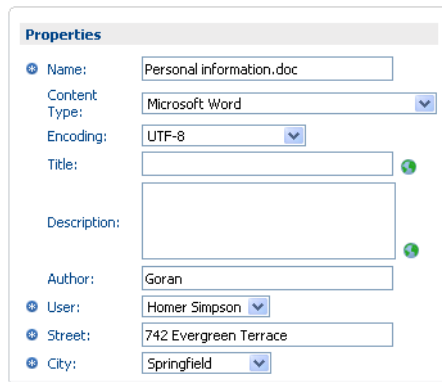 Properties
Name: Personal information.doc
Content Type: Microsoft Word
Encoding: UTF-8
Title:
Description:
Author: Goran
User: Homer Simpson
Street: 742 Evergreen Terrace
City: Springfield